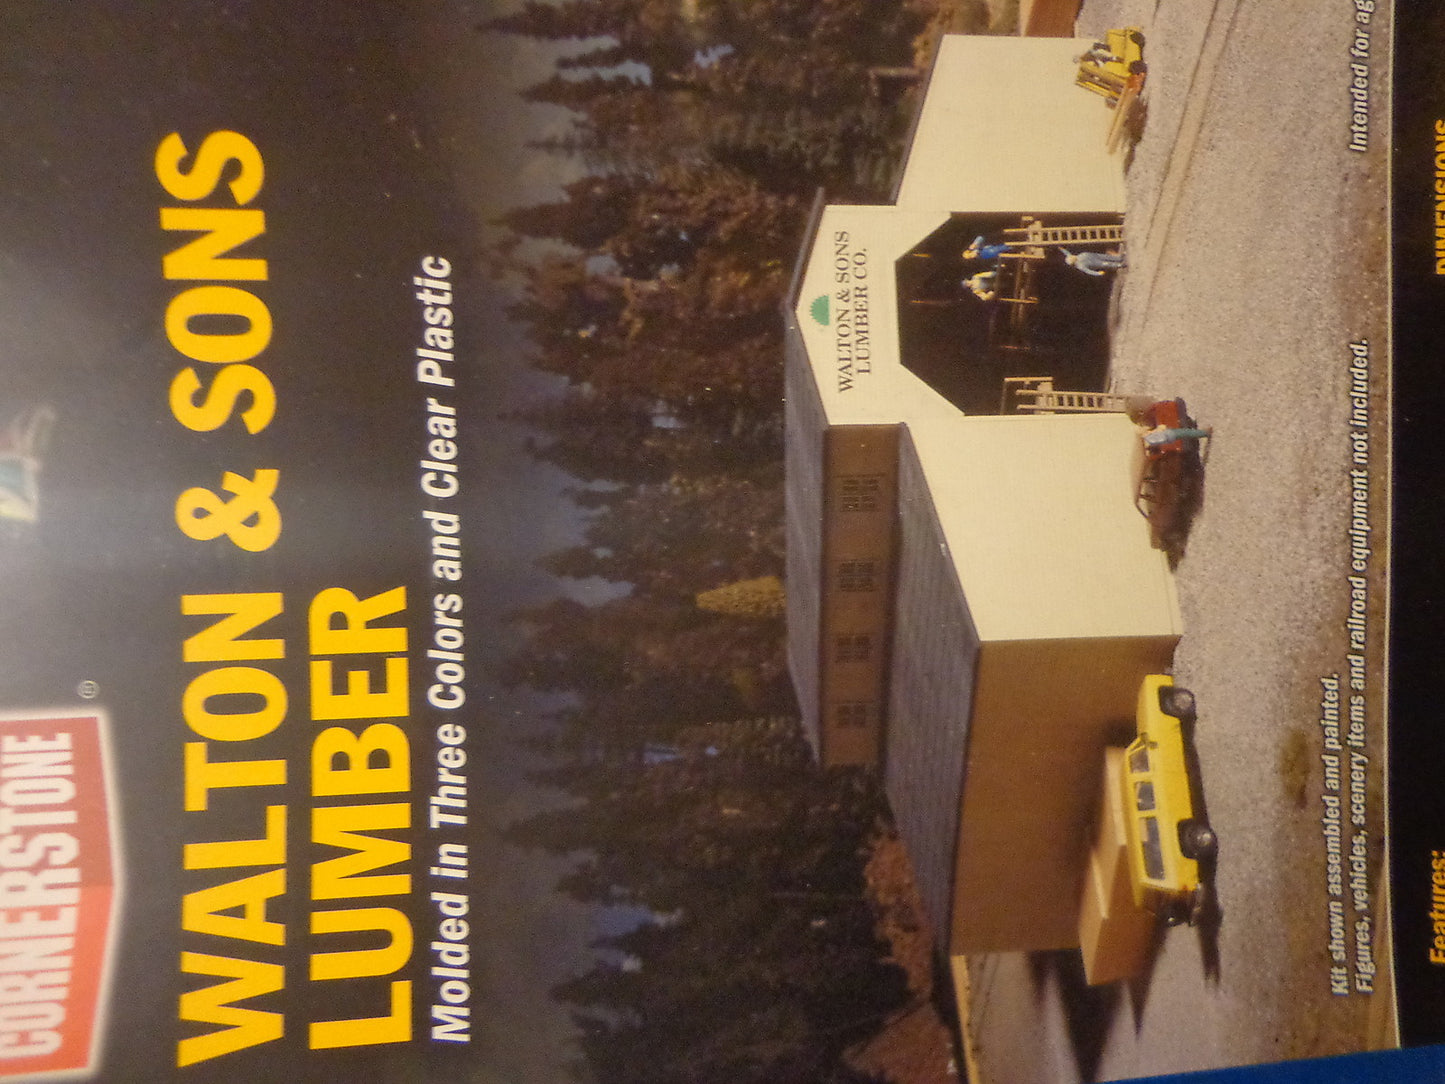 CORNERSTONE
®
WALTON & SONS
LUMBER
Molded in Three Colors and Clear Plastic
WALTON & SONS
LUMBER CO.
Kit shown assembled and painted.
Figures, vehicles, scenery items and railroad equipment not included.
Intended for
Features:
DIMENSIONS